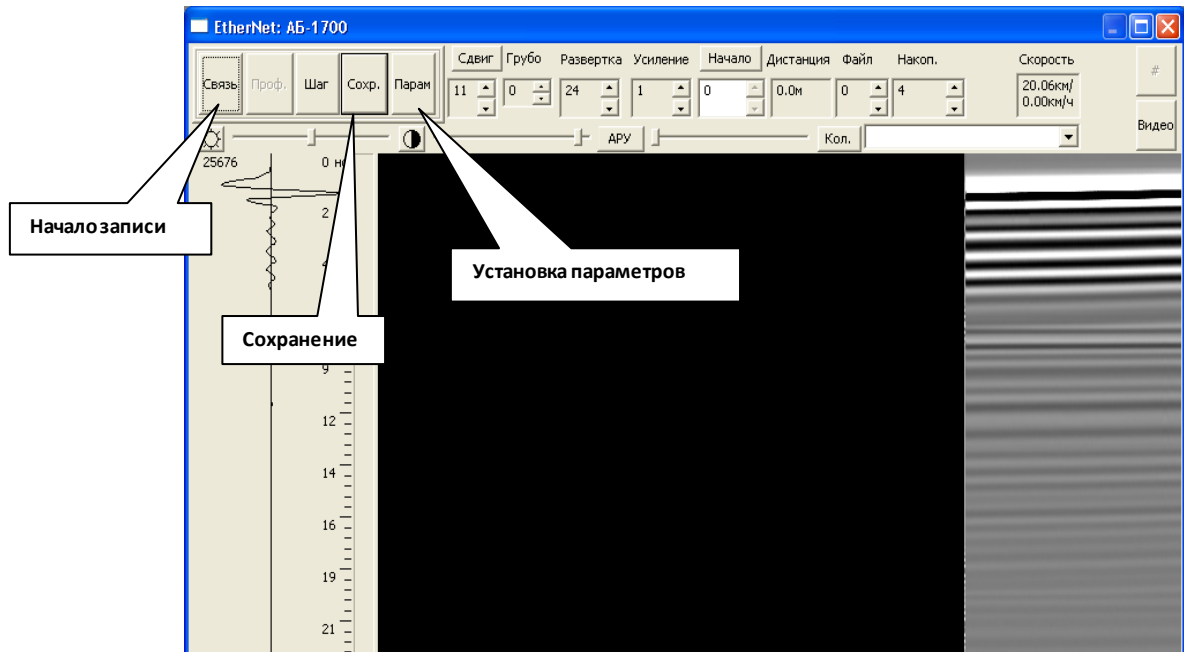 EtherNet: АБ-1700
Связь Проф. Шаг Сохр. Парам
Сдвиг Грубо Развертка Усиление Начало Дистанция Файл Накоп. Скорость
11 0 24 1 0 0.0м 0 4
20.06км/
0.00км/ч
#
Видео
АРУ Кол.
25676 0
2
Начало записи
Установка параметров
Сохранение
9
12
14
16
19
21